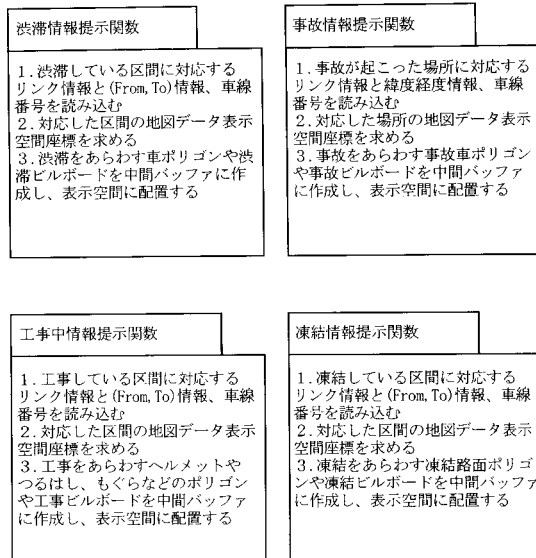 渋滞情報提示関数
1.渋滞している区間に対応する
リンク情報と(From,To)情報、車線
番号を読み込む
2.対応した区間の地図データ表示
空間座標を求める
3.渋滞をあらわす車ポリゴンや渋
滞ビルボードを中間バッファに作
成し、表示空間に配置する
事故情報提示関数
1.事故が起こった場所に対応する
リンク情報と緯度経度情報、車線
番号を読み込む
2.対応した場所の地図データ表示
空間座標を求める
3.事故をあらわす事故車ポリゴン
や事故ビルボードを中間バッファ
に作成し、表示空間に配置する
工事中情報提示関数
1.工事している区間に対応する
リンク情報と(From,To)情報、車線
番号を読み込む
2.対応した区間の地図データ表示
空間座標を求める
3.工事をあらわすヘルメットや
つるはし、もぐらなどのポリゴン
や工事ビルボードを中間バッファ
に作成し、表示空間に配置する
凍結情報提示関数
1.凍結している区間に対応する
リンク情報と(From,To)情報、車線
番号を読み込む
2.対応した区間の地図データ表示
空間座標を求める
3.凍結をあらわす凍結路面ポリゴ
ンや凍結ビルボードを中間バッファ
に作成し、表示空間に配置する